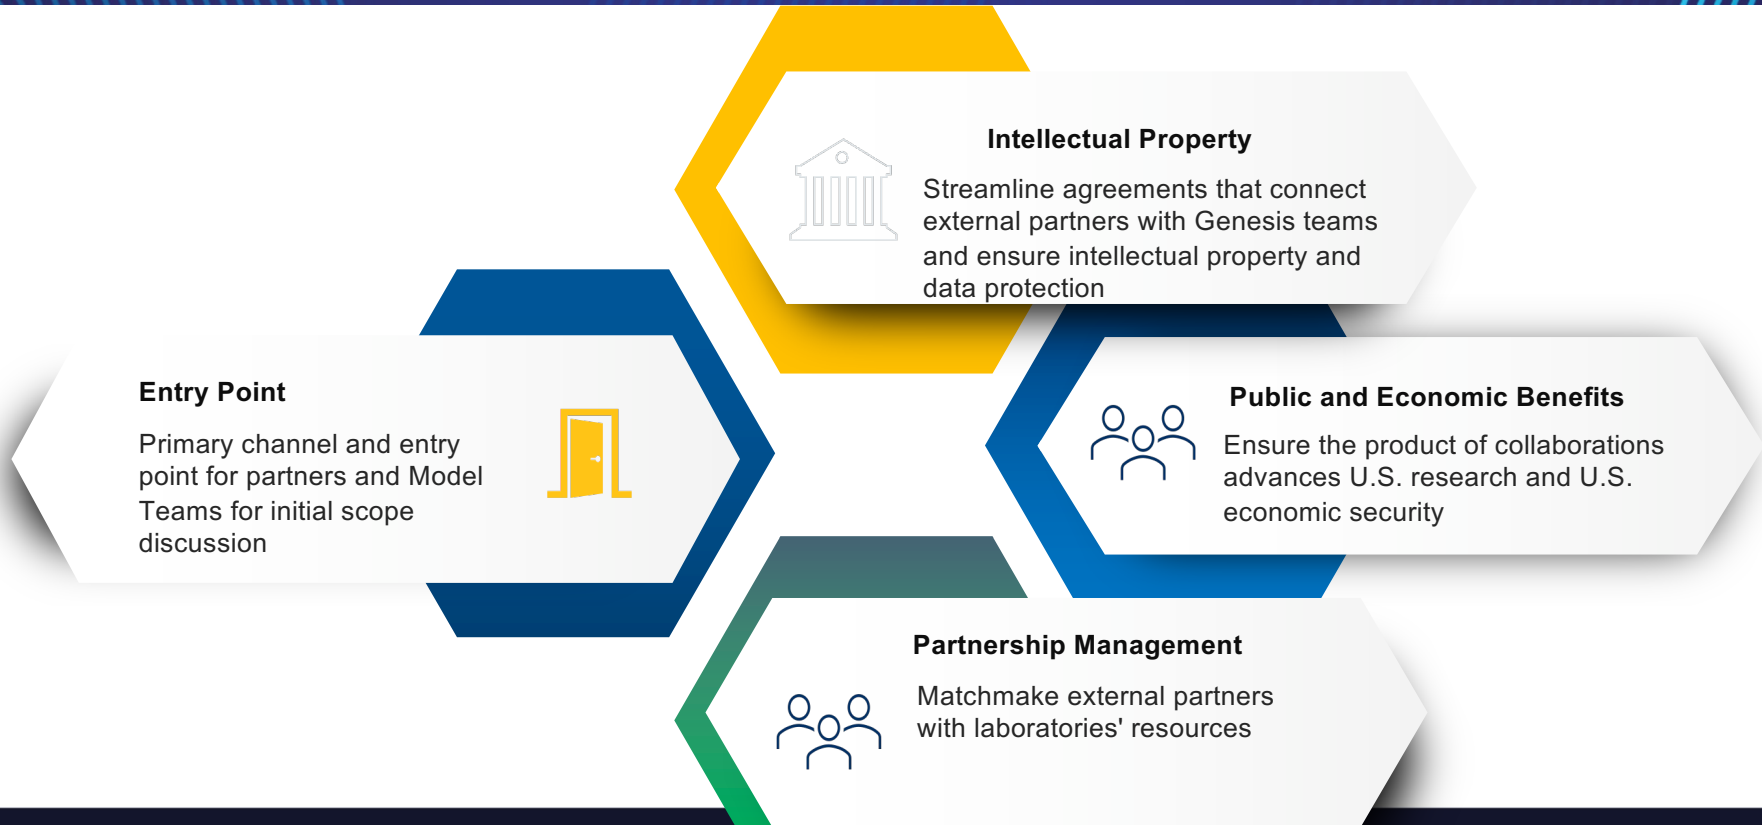 Intellectual Property
Streamline agreements that connect
external partners with Genesis teams
and ensure intellectual property and
data protection
Entry Point
Primary channel and entry
point for partners and Model
Teams for initial scope
discussion
Public and Economic Benefits
Ensure the product of collaborations
advances U.S. research and U.S.
economic security
Partnership Management
Matchmake external partners
with laboratories' resources